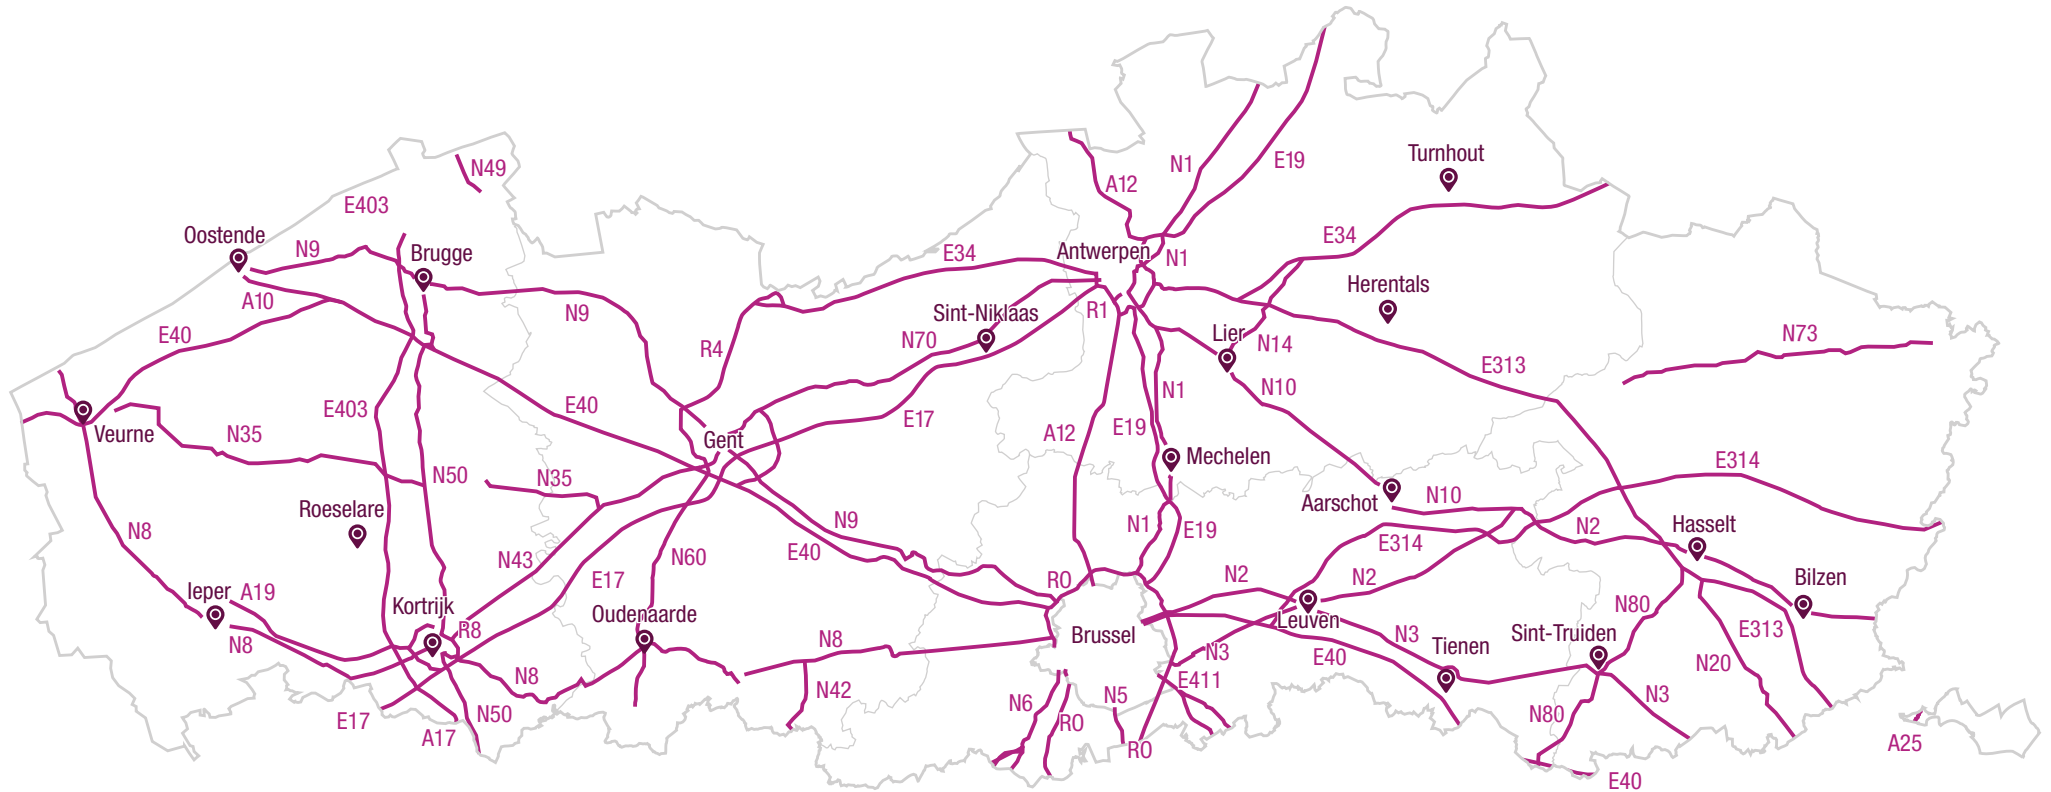 N49
E403
Oostende
N9
Brugge
A10
E40
N9
E34
R4
Sint-Niklaas
N70
Antwerpen
R1
A12
N1
E19
N1
Turnhout
E34
Herentals
Lier
N14
N10
E313
N73
Veurne
N35
E403
E40
N50
N35
Gent
E17
A12
E19
N1
Mechelen
Aarschot
N10
E314
Roeselare
N8
N43
E17
N60
N9
E40
N1
E19
E314
N2
Hasselt
Ieper
A19
N8
Kortrijk
R8
Oudenaarde
N8
N8
R0
Brussel
N2
N2
Leuven
N3
N3
E40
Tienen
Sint-Truiden
N80
Bilzen
E313
N20
N3
N80
E17
A17
N50
N42
N6
R0
N5
R0
E411
E40
A25